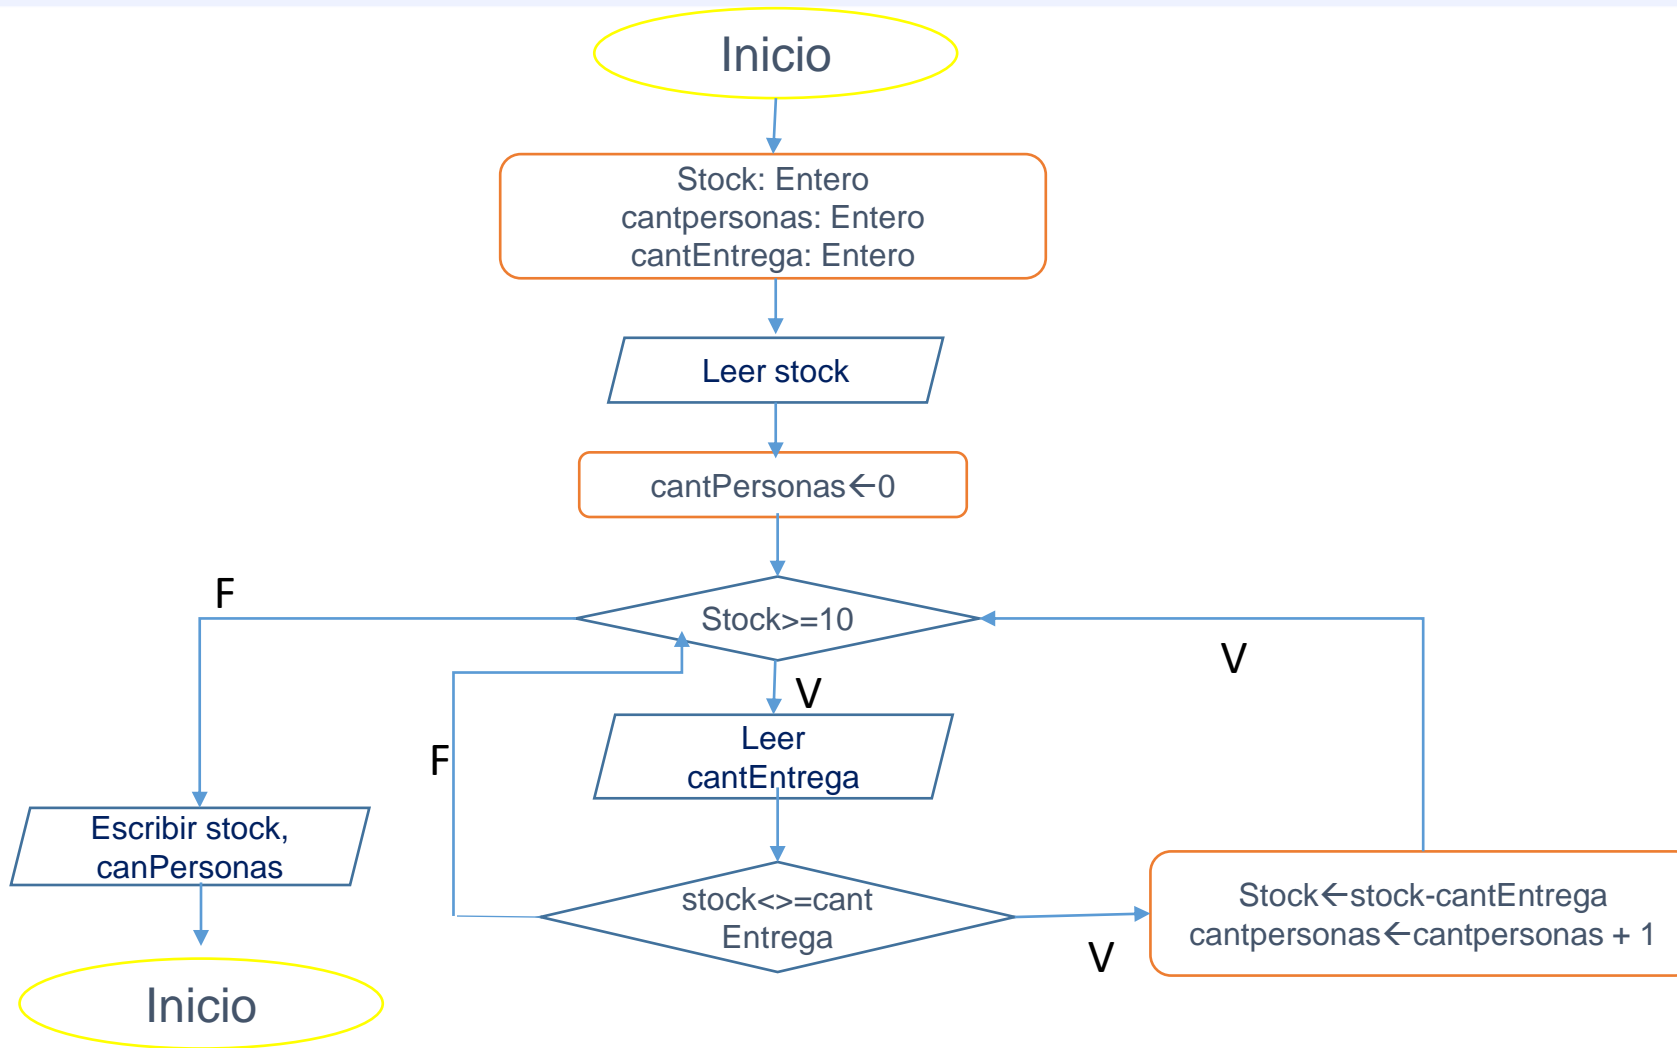 Inicio
Stock: Entero
cantpersonas: Entero
cantEntrega: Entero
Leer stock
cantPersonas←0
F
Stock>=10
V
V
Leer
cantEntrega
F
Escribir stock,
canPersonas
stock<>=cant
Entrega
V
Stock←stock-cantEntrega
cantpersonas←cantpersonas + 1
Inicio